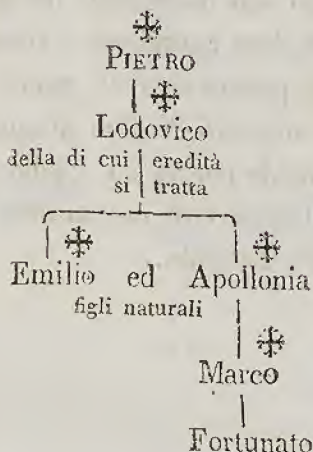 PIETRO
Lodovico
della di cui eredità
si tratta
Emilio ed Apollonia
figli naturali
Marco
Fortunato